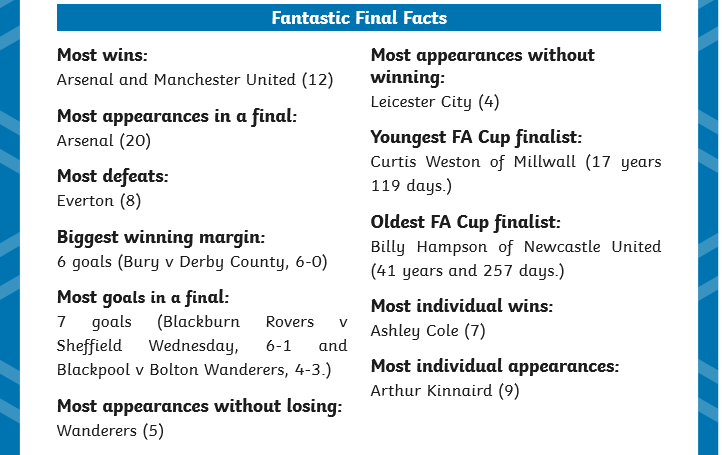 Fantastic Final Facts
Most wins:
Arsenal and Manchester United (12)
Most appearances in a final:
Arsenal (20)
Most defeats:
Everton (8)
Biggest winning margin:
6 goals (Bury v Derby County, 6-0)
Most goals in a final:
7 goals (Blackburn Rovers v
Sheffield Wednesday, 6-1 and
Blackpool v Bolton Wanderers, 4-3.)
Most appearances without losing:
Wanderers (5)
Most appearances without
winning:
Leicester City (4)
Youngest FA Cup finalist:
Curtis Weston of Millwall (17 years
119 days.)
Oldest FA Cup finalist:
Billy Hampson of Newcastle United
(41 years and 257 days.)
Most individual wins:
Ashley Cole (7)
Most individual appearances:
Arthur Kinnaird (9)